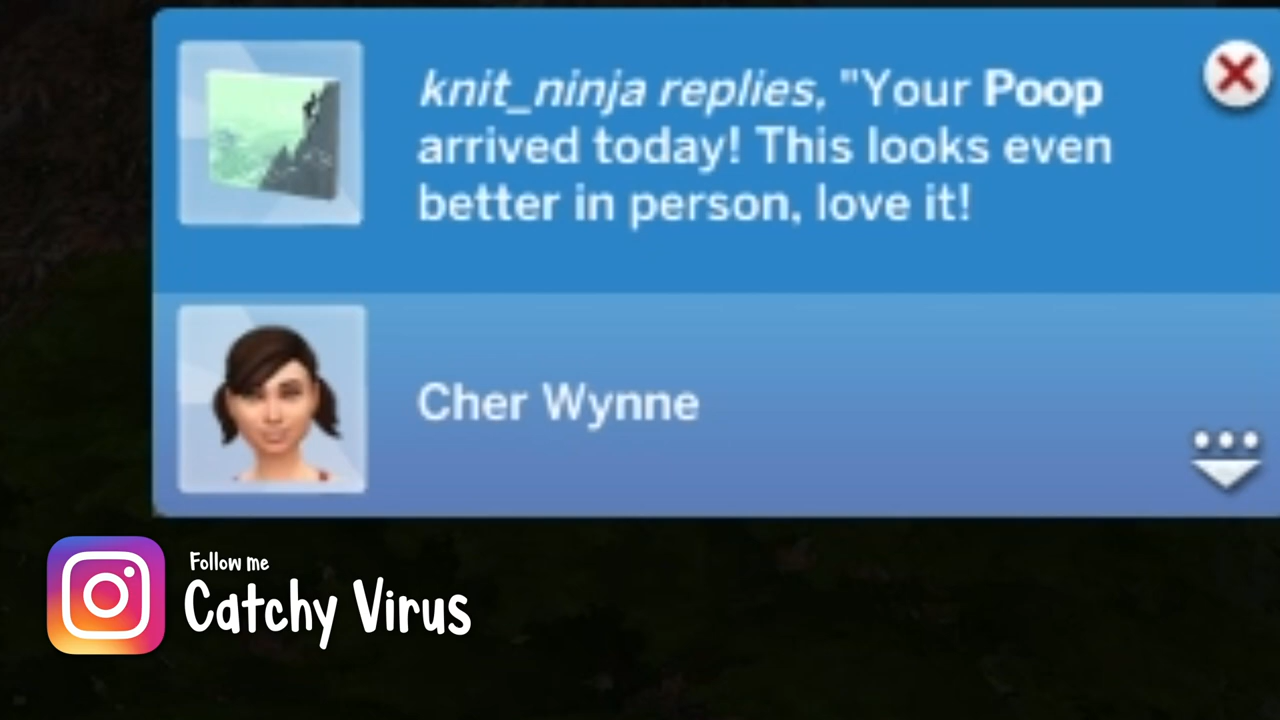 knit_ninja replies, "Your Poop
arrived today! This looks even
better in person, love it!
Cher Wynne
Follow me
Catchy Virus